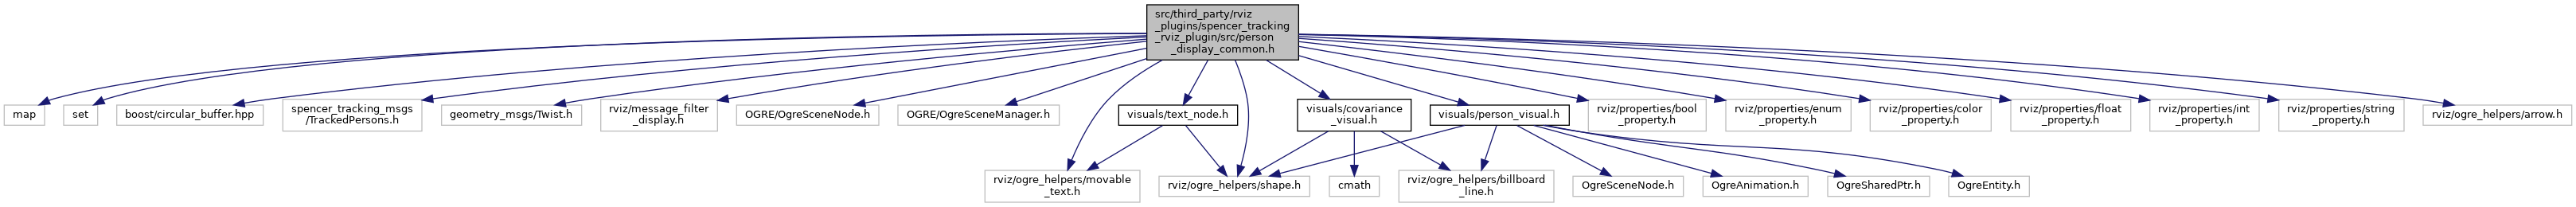 src/third_party/rviz
_plugins/spencer_tracking
_rviz_plugin/src/person
_display_common.h
map
set
boost/circular_buffer.hpp
spencer_tracking_msgs
/TrackedPersons.h
geometry_msgs/Twist.h
rviz/message_filter
_display.h
OGRE/OgreSceneNode.h
OGRE/OgreSceneManager.h
visuals/text_node.h
visuals/covariance
_visual.h
visuals/person_visual.h
rviz/properties/bool
_property.h
rviz/properties/enum
_property.h
rviz/properties/color
_property.h
rviz/properties/float
_property.h
rviz/properties/int
_property.h
rviz/properties/string
_property.h
rviz/ogre_helpers/arrow.h
rviz/ogre_helpers/movable
_text.h
rviz/ogre_helpers/shape.h
cmath
rviz/ogre_helpers/billboard
_line.h
OgreSceneNode.h
OgreAnimation.h
OgreSharedPtr.h
OgreEntity.h